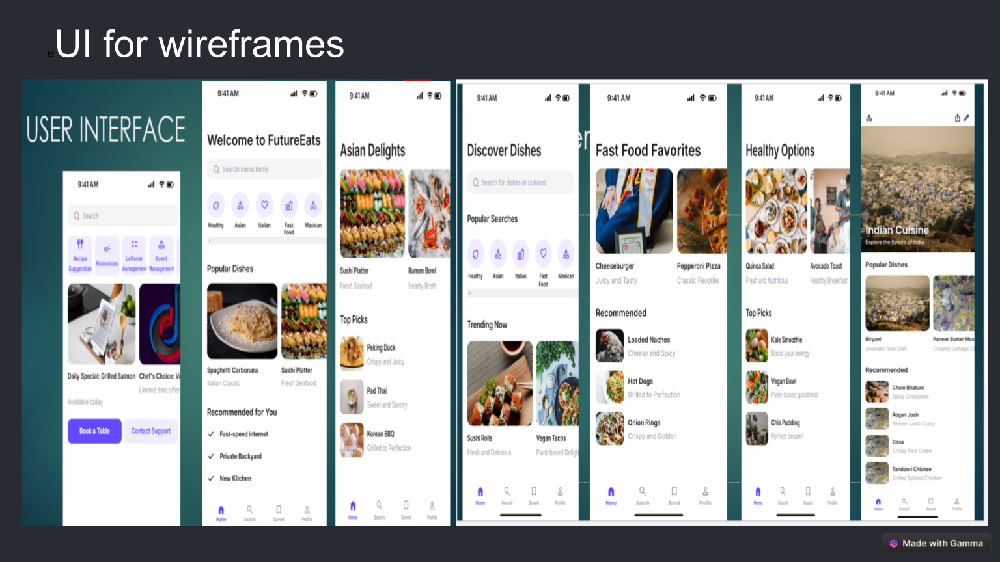 eUI for wireframes
USER INTERFACE
9:41 AM
Search
Recipe Suggestion
Promotions
Leftover Management
Event Management
Daily Special: Grilled Salmon
Chef's Choice: Ve
Limited time offer
Available today
Book a Table
Contact Support
9:41 AM
Welcome to FutureEats
Search menu items
Healthy
Asian
Italian
Fast Food
Mexican
Popular Dishes
Spaghetti Carbonara
Sushi Platter
Italian Classic
Fresh Seafood
Recommended for You
Fast-speed internet
Private Backyard
New Kitchen
Home
Search
Saved
Profile
9:41 AM
Asian Delights
Sushi Platter
Ramen Bowl
Fresh Seafood
Hearty Broth
Top Picks
Peking Duck
Crispy and Juicy
Pad Thai
Sweet and Savory
Korean BBQ
Grilled to Perfection
Home
Search
Saved
Profile
9:41 AM
Discover Dishes
Search for dishes or cuisines
Popular Searches
Healthy
Asian
Italian
Fast Food
Mexican
Trending Now
Sushi Rolls
Vegan Tacos
Fresh and Delicious
Plant-based Deligh
Home
Search
Saved
Profile
er
9:41 AM
Fast Food Favorites
Cheeseburger
Pepperoni Pizza
Juicy and Tasty
Classic Favorite
Recommended
Loaded Nachos
Cheesy and Spicy
Hot Dogs
Grilled to Perfection
Onion Rings
Crispy and Golden
Home
Search
Saved
Profile
9:41 AM
Healthy Options
Quinoa Salad
Avocado Toast
Fresh and Nutritious
Healthy Breakfast
Top Picks
Kale Smoothie
Boost your energy
Vegan Bowl
Plant-based goodness
Chia Pudding
Perfect dessert
Home
Search
Saved
Profile
9:41 AM
Indian Cuisine
Explore the flavors of India
Popular Dishes
Biryani
Paneer Butter Mas
Aromatic Rice Dish
Creamy Cottage Ch
Recommended
Chole Bhature
Spicy Chickpeas
Rogan Josh
Tender Lamb Curry
Dosa
Crispy Rice Crepe
Tandoori Chicken
Grilled Spiced Chicken
Home
Search
Saved
Profile
Made with Gamma